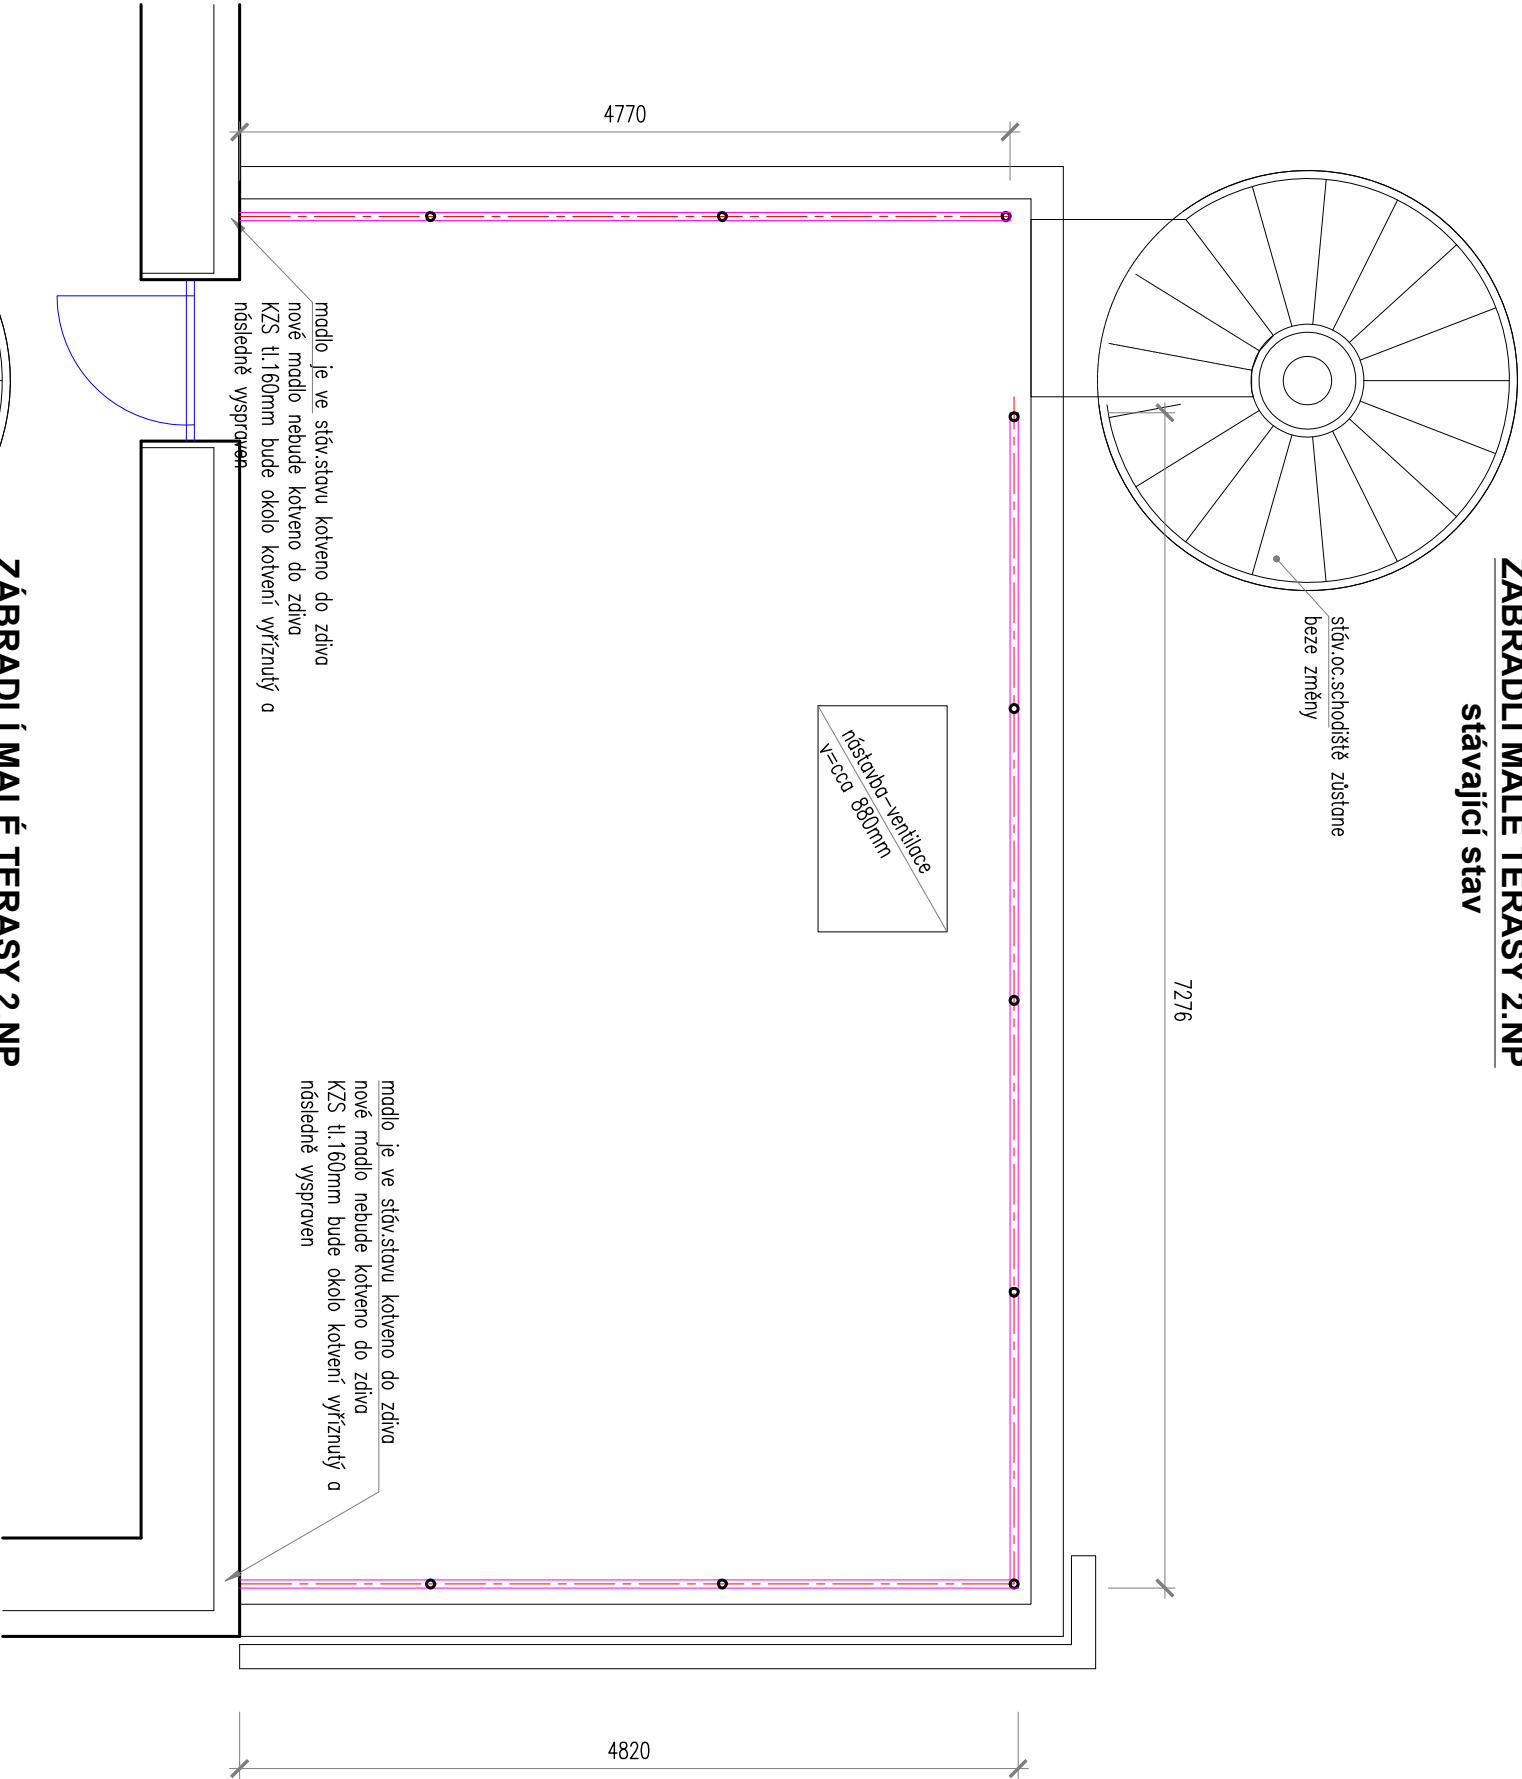 ZÁBRADLÍ MALÉ TERASY 2.NP
stávající stav
stáv.oc.schodiště zůstane
beze změny
7276
4770
4820
nástavba-ventilace
v=cca 880mm
madlo je ve stáv.stavu kotveno do zdiva
nové madlo nebude kotveno do zdiva
KZS tl.160mm bude okolo kotvení vyříznutý a
následně vyspraven
madlo je ve stáv.stavu kotveno do zdiva
nové madlo nebude kotveno do zdiva
KZS tl.160mm bude okolo kotvení vyříznutý a
následně vyspraven
ZÁBRADLÍ MALÉ TERASY 2.NP